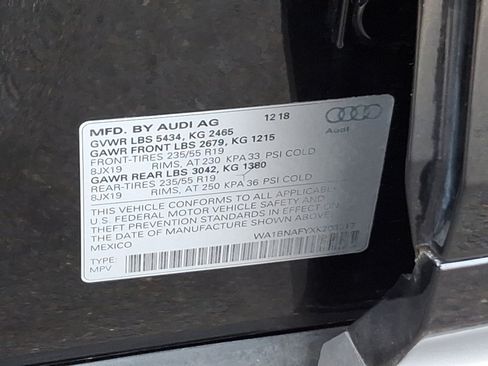 MFD. BY AUDI AG 12 18
GVWR LBS 5434, KG 2465
GAWR FRONT LBS 2679, KG 1215
FRONT-TIRES 235/55 R19
8JX19 RIMS, AT 230 KPA 33 PSI COLD
GAWR REAR LBS 3042, KG 1380
REAR-TIRES 235/55 R19
8JX19 RIMS, AT 250 KPA 36 PSI COLD
THIS VEHICLE CONFORMS TO ALL APPLICABLE
U.S. FEDERAL MOTOR VEHICLE SAFETY AND
THEFT PREVENTION STANDARDS IN EFFECT ON
THE DATE OF MANUFACTURE SHOWN ABOVE.
MEXICO
TYPE:
MPV
Audi